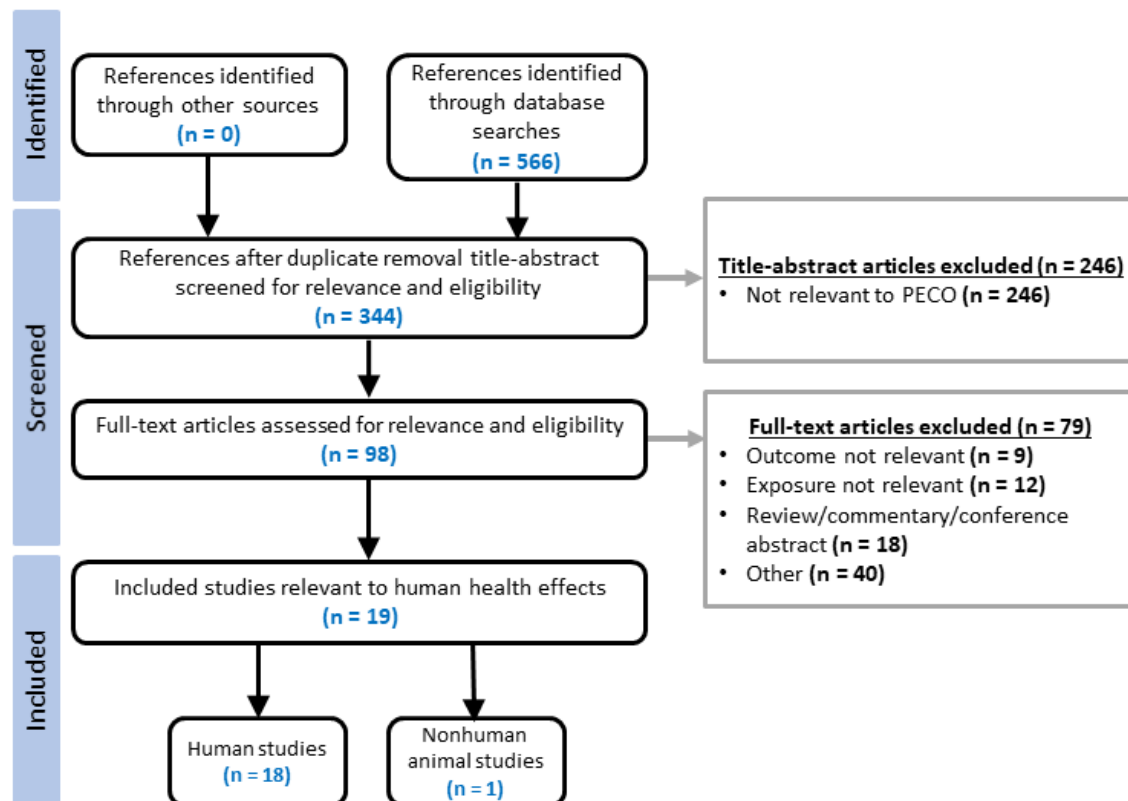 Identified
References identified
through other sources
(n = 0)
References identified
through database
searches
(n = 566)
Screened
References after duplicate removal title-abstract
screened for relevance and eligibility
(n = 344)
Title-abstract articles excluded (n = 246)
• Not relevant to PECO (n = 246)
Full-text articles assessed for relevance and eligibility
(n = 98)
Full-text articles excluded (n = 79)
• Outcome not relevant (n = 9)
• Exposure not relevant (n = 12)
• Review/commentary/conference
abstract (n = 18)
• Other (n = 40)
Included
Included studies relevant to human health effects
(n = 19)
Human studies
(n = 18)
Nonhuman
animal studies
(n = 1)